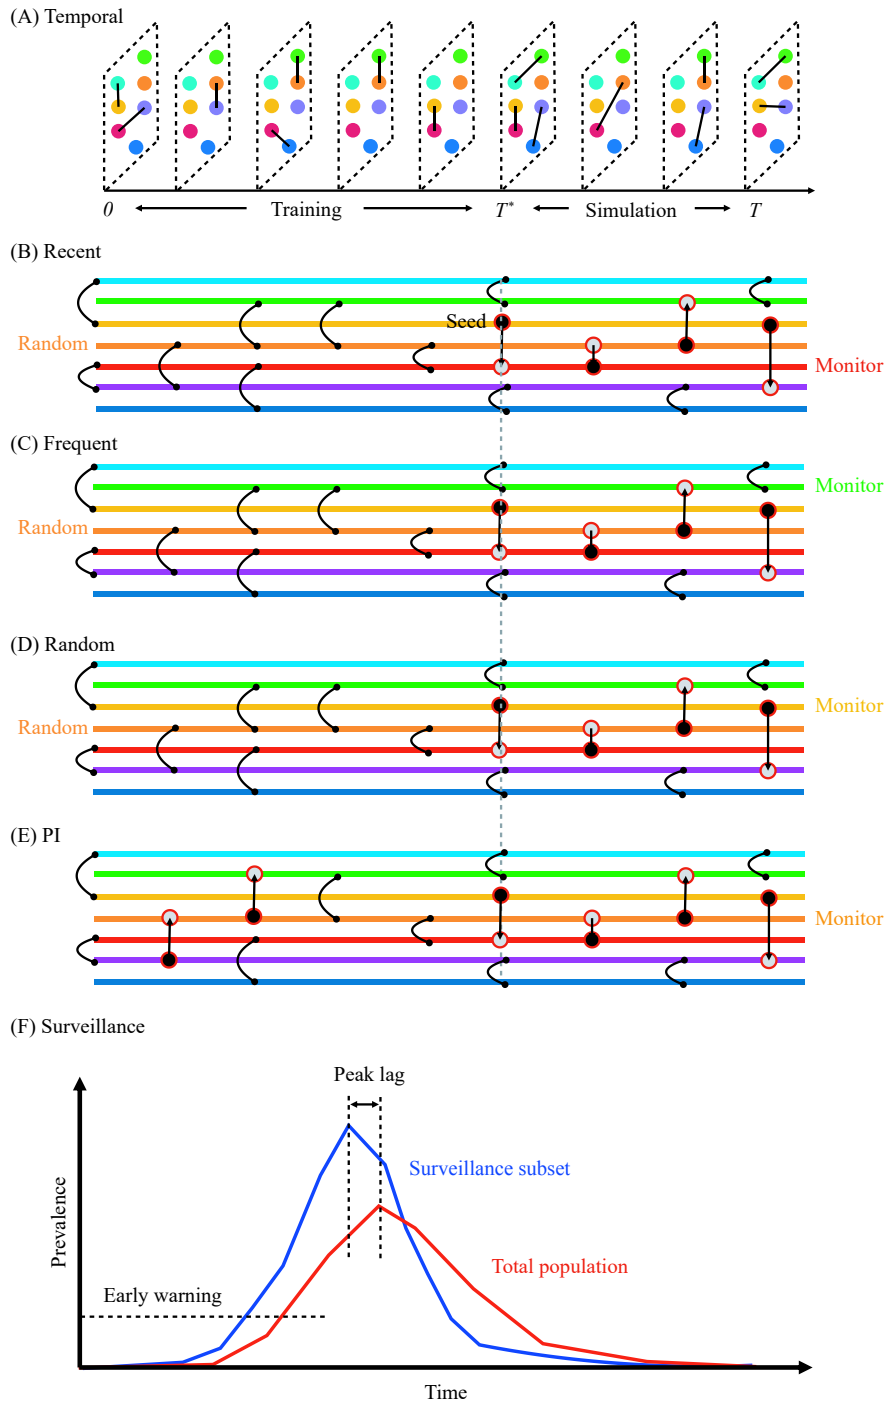 (A) Temporal
0
Training
T*
Simulation
T
(B) Recent
Seed
Random
Monitor
(C) Frequent
Monitor
Random
(D) Random
Monitor
Random
(E) PI
Monitor
(F) Surveillance
Peak lag
Surveillance subset
Prevalence
Total population
Early warning
Time